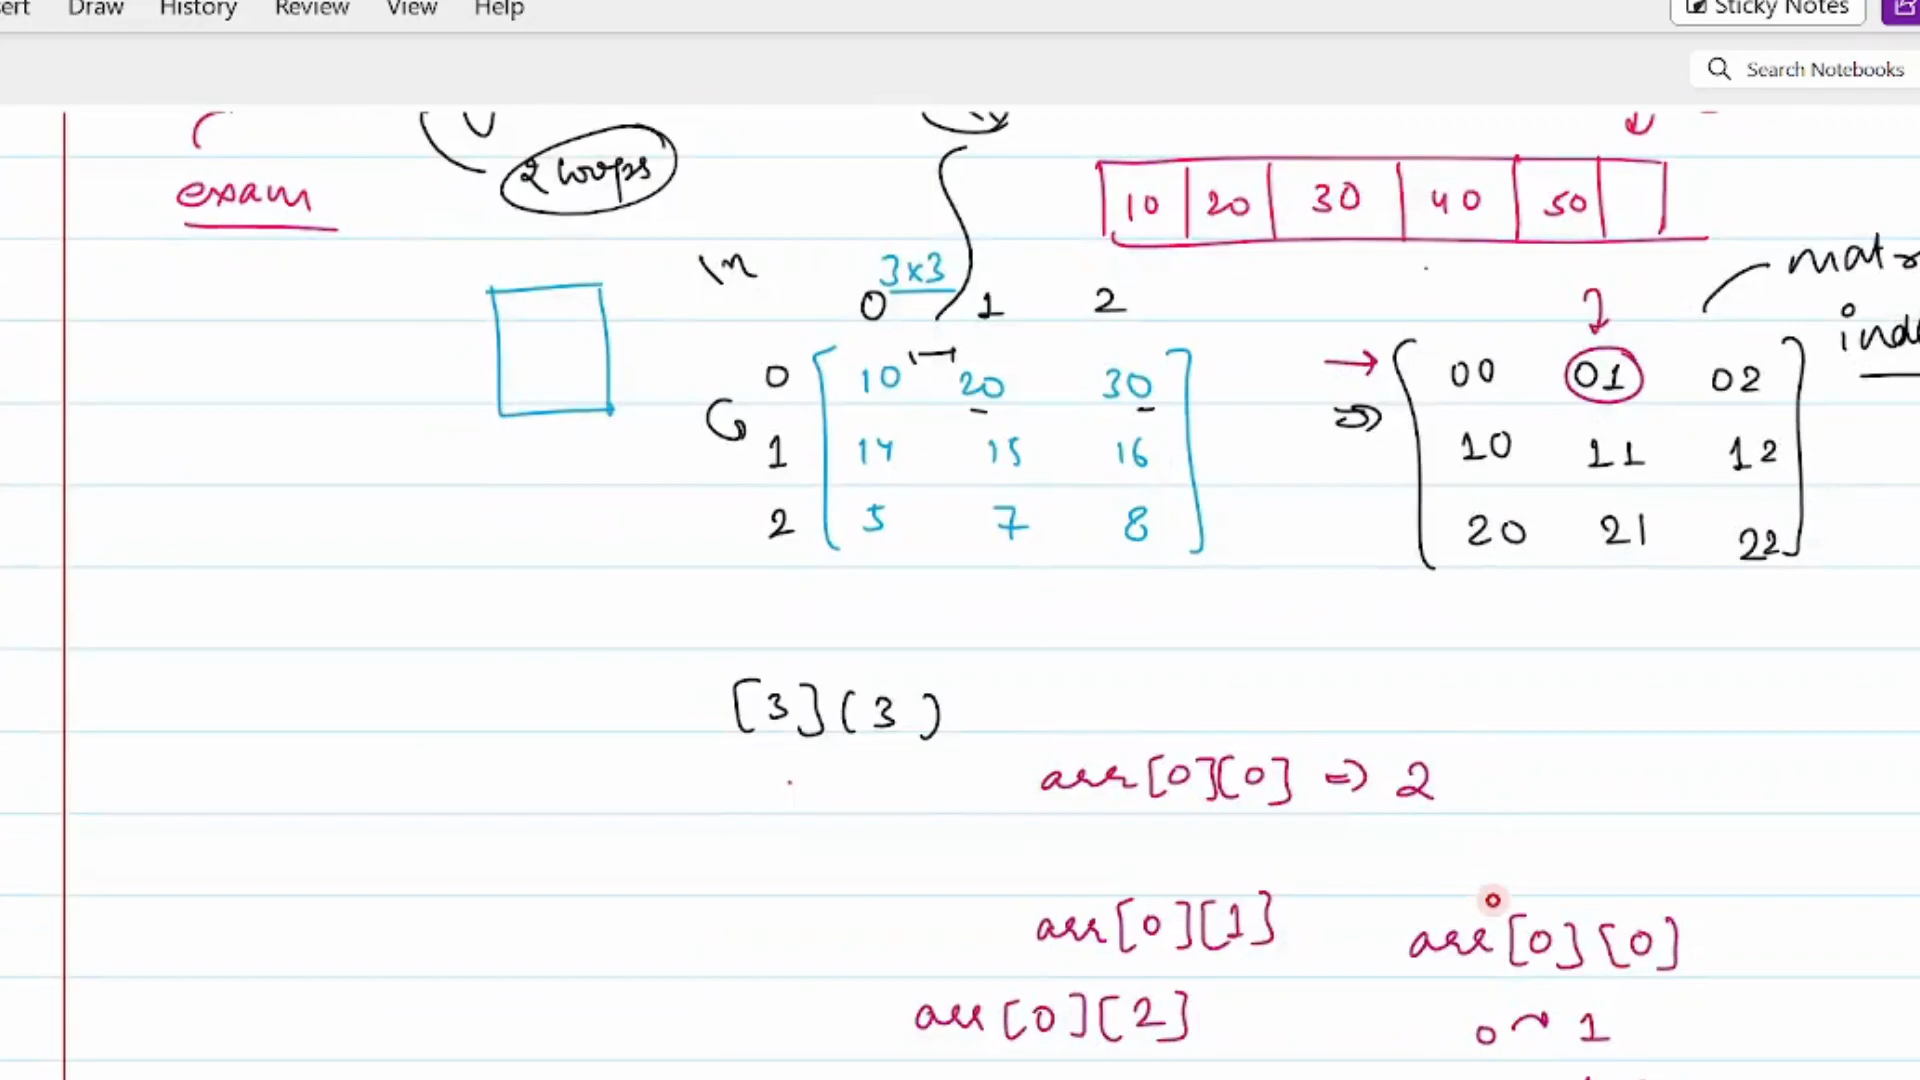 Draw History Review View Help
Sticky Notes
Search Notebooks
exam
2 loops
10 20 30 40 50
3x3
0 1 2
0 10 20 30
1 14 15 16
2 5 7 8
00 01 02
10 11 12
20 21 22
[3](3)
arr[0][0] => 2
arr[0][1]
arr[0][0]
arr[0][2]
0 1